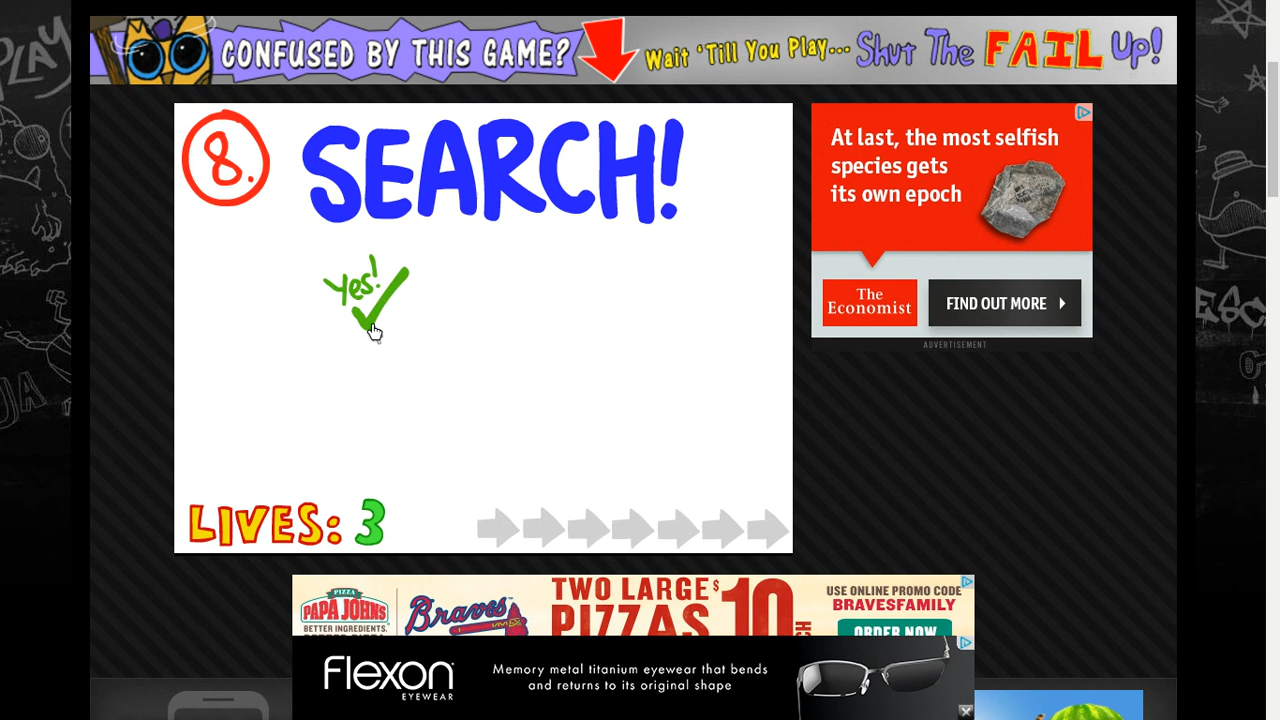 CONFUSED BY THIS GAME? Wait 'Till You Play... Shut The FAIL Up!
8. SEARCH!
Yes!
LIVES: 3
At last, the most selfish
species gets
its own epoch
The
Economist
FIND OUT MORE
ADVERTISEMENT
PIZZA
PAPA JOHNS
BETTER INGREDIENTS.
Braves
TWO LARGE
PIZZAS
$10
USE ONLINE PROMO CODE
BRAVESFAMILY
ORDER NOW
Flexon
EYEWEAR
Memory metal titanium eyewear that bends
and returns to its original shape